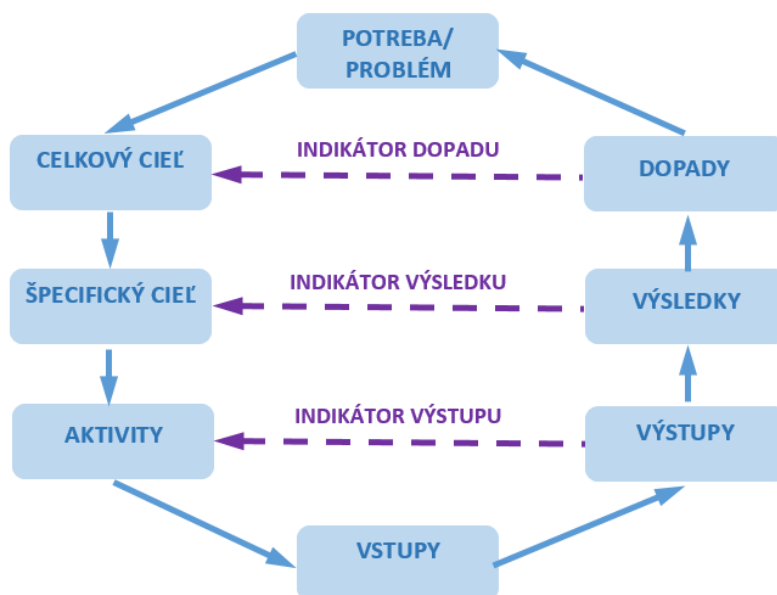 POTREBA/
PROBLÉM
CELKOVÝ CIEĽ
INDIKÁTOR DOPADU
DOPADY
ŠPECIFICKÝ CIEĽ
INDIKÁTOR VÝSLEDKU
VÝSLEDKY
AKTIVITY
INDIKÁTOR VÝSTUPU
VÝSTUPY
VSTUPY